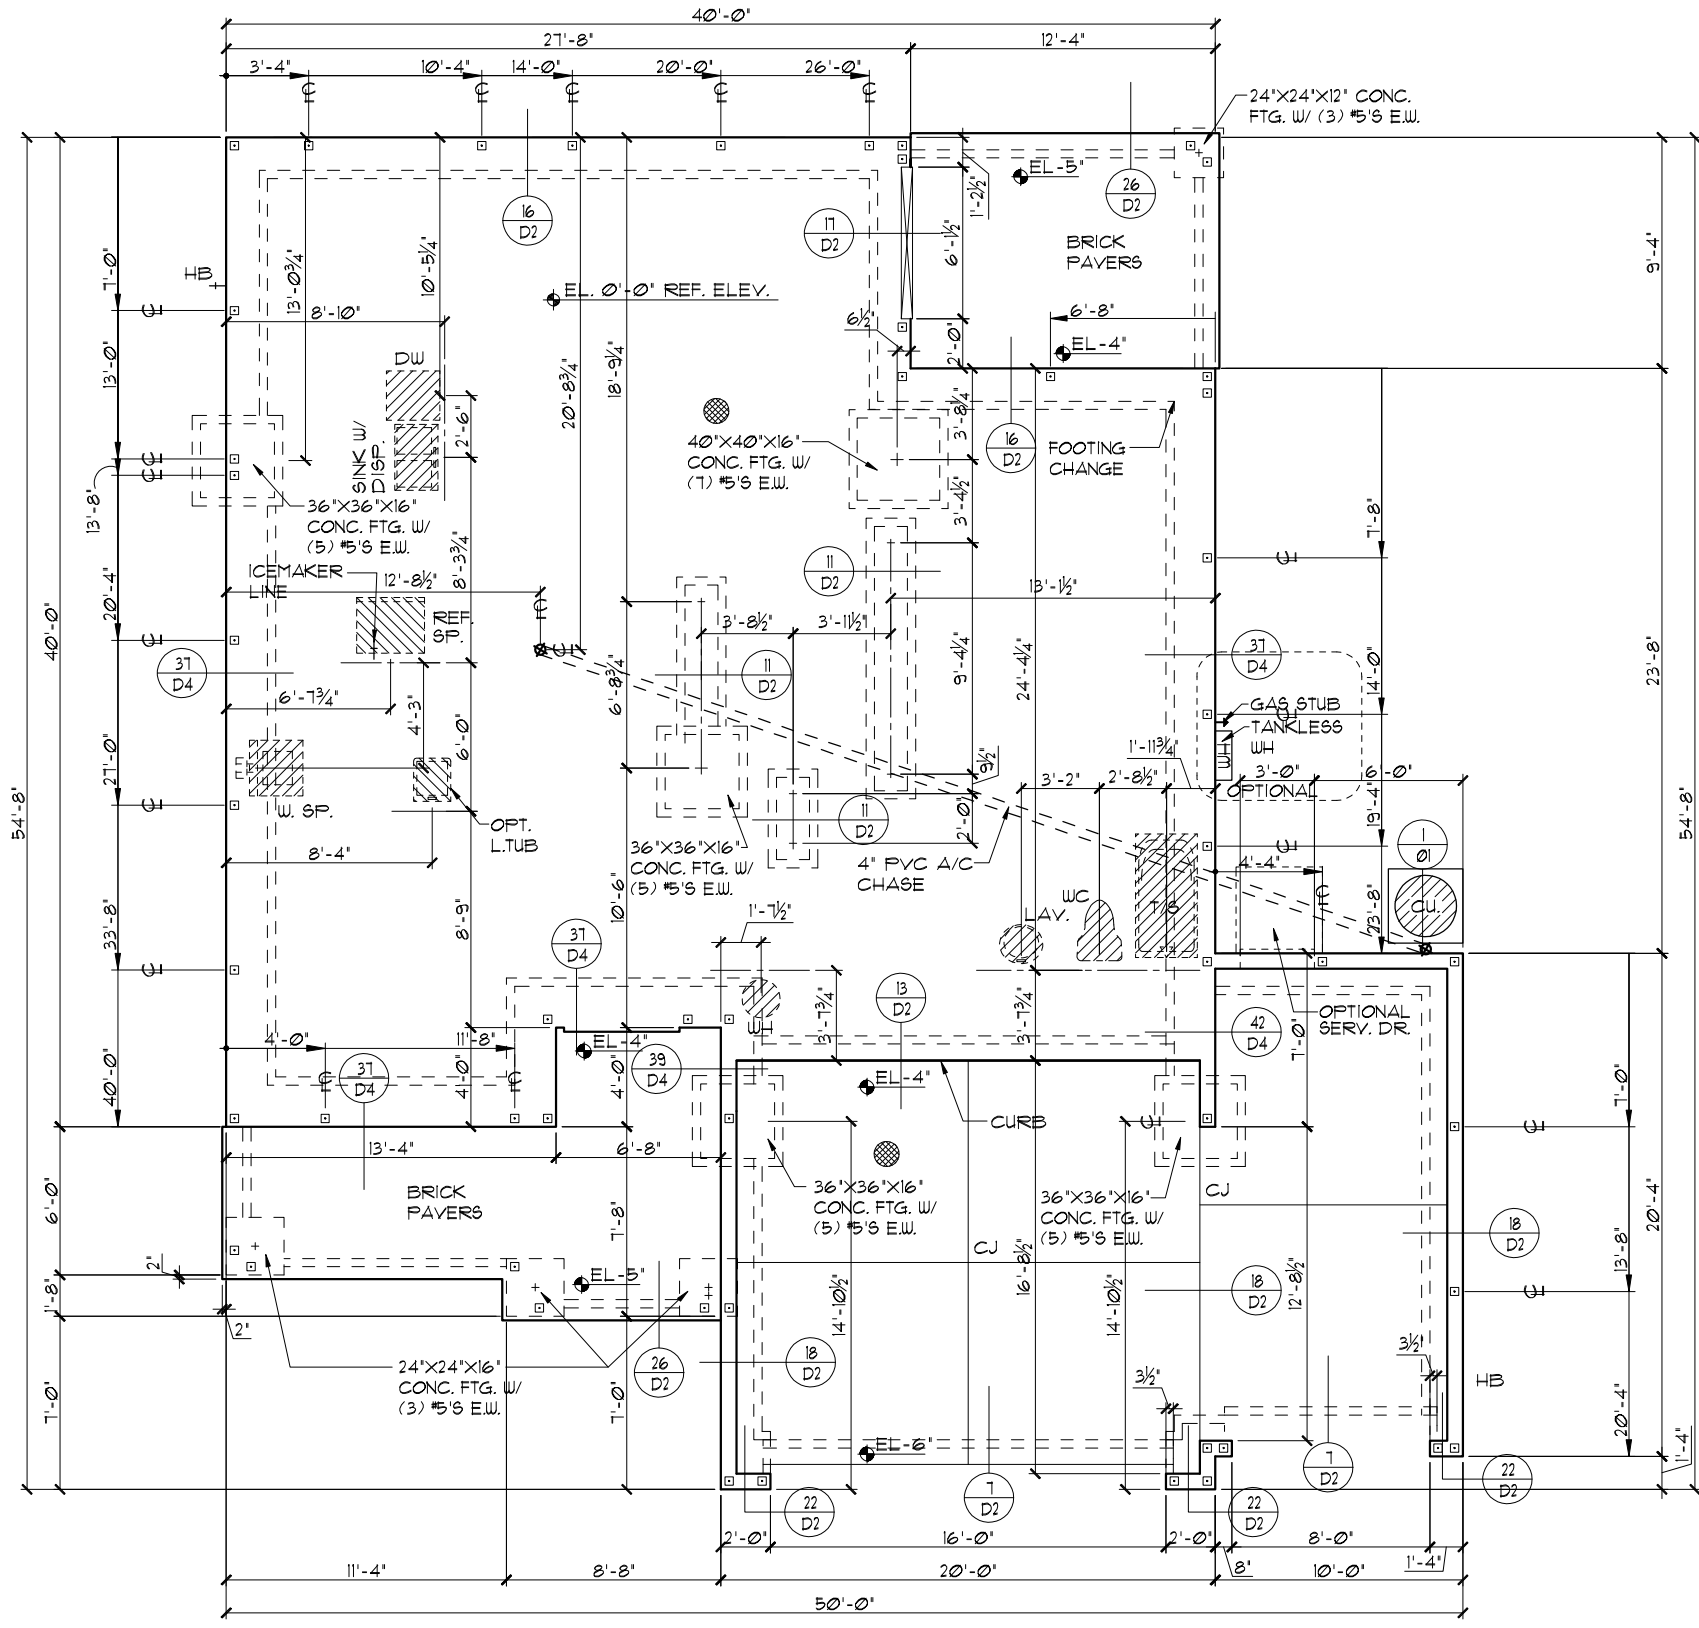 40'-0"
27'-8" 12'-4"
3'-4" 10'-4" 14'-0" 20'-0" 26'-0"
24"X24"X12" CONC.
FTG. W/ (3) #5'S E.W.
EL-5"
26
D2
16
D2
17
D2
1'-2½"
6'-1½"
BRICK
PAVERS
9'-4"
7'-0"
HB
13'-0¾"
10'-5¼"
EL. 0'-0" REF. ELEV.
8'-10"
6½"
6'-8"
2'-0"
EL-4"
13'-0"
DW
20'-8¾"
18'-9¼"
2'-6"
SINK W/
DISP.
40"X40"X16"
CONC. FTG. W/
(7) #5'S E.W.
3'-8¼"
16
D2
FOOTING
CHANGE
13'-8"
36"X36"X16"
CONC. FTG. W/
(5) #5'S E.W.
3'-4½"
7'-8"
ICEMAKER
LINE
12'-8½"
8'-3¾"
11
D2
13'-1½"
20'-4"
40'-0"
REF.
SP.
3'-8½" 3'-11½"
37
D4
11
D2
37
D4
9'-4¼"
24'-4¼"
14'-0"
23'-8"
6'-7¾"
4'-3"
6'-0"
6'-8¾"
GAS STUB
TANKLESS
WH
1'-11¾"
9½"
3'-2" 2'-8½"
3'-0" 6'-0"
OPTIONAL
27'-0"
54'-8"
54'-8"
W. SP.
OPT.
L.TUB
11
D2
2'-0"
19'-4"
1
01
8'-4"
36"X36"X16"
CONC. FTG. W/
(5) #5'S E.W.
4" PVC A/C
CHASE
4'-4"
WC
LAV.
T/S
C.U.
33'-8"
8'-9"
10'-6"
1'-7½"
23'-8"
37
D4
13
D2
3'-7¾"
3'-7¾"
WH
42
D4
OPTIONAL
SERV. DR.
7'-0"
4'-0" 11'-8"
EL-4"
39
D4
37
D4
40'-0"
4'-0"
4'-0"
EL-4"
CURB
7'-0"
13'-4" 6'-8"
BRICK
PAVERS
6'-0"
7'-8"
36"X36"X16"
CONC. FTG. W/
(5) #5'S E.W.
36"X36"X16"
CONC. FTG. W/
(5) #5'S E.W.
CJ
CJ
18
D2
20'-4"
13'-8"
2"
EL-5"
1'-8"
2"
14'-10½"
16'-8½"
14'-10½"
18
D2
12'-8½"
24"X24"X16"
CONC. FTG. W/
(3) #5'S E.W.
26
D2
18
D2
3½"
3½"
HB
7'-0"
7'-0"
EL-6"
20'-4"
1'-4"
7
D2
7
D2
22
D2
22
D2
22
D2
2'-0" 16'-0" 2'-0" 8" 8'-0" 1'-4"
11'-4" 8'-8" 20'-0" 10'-0"
50'-0"